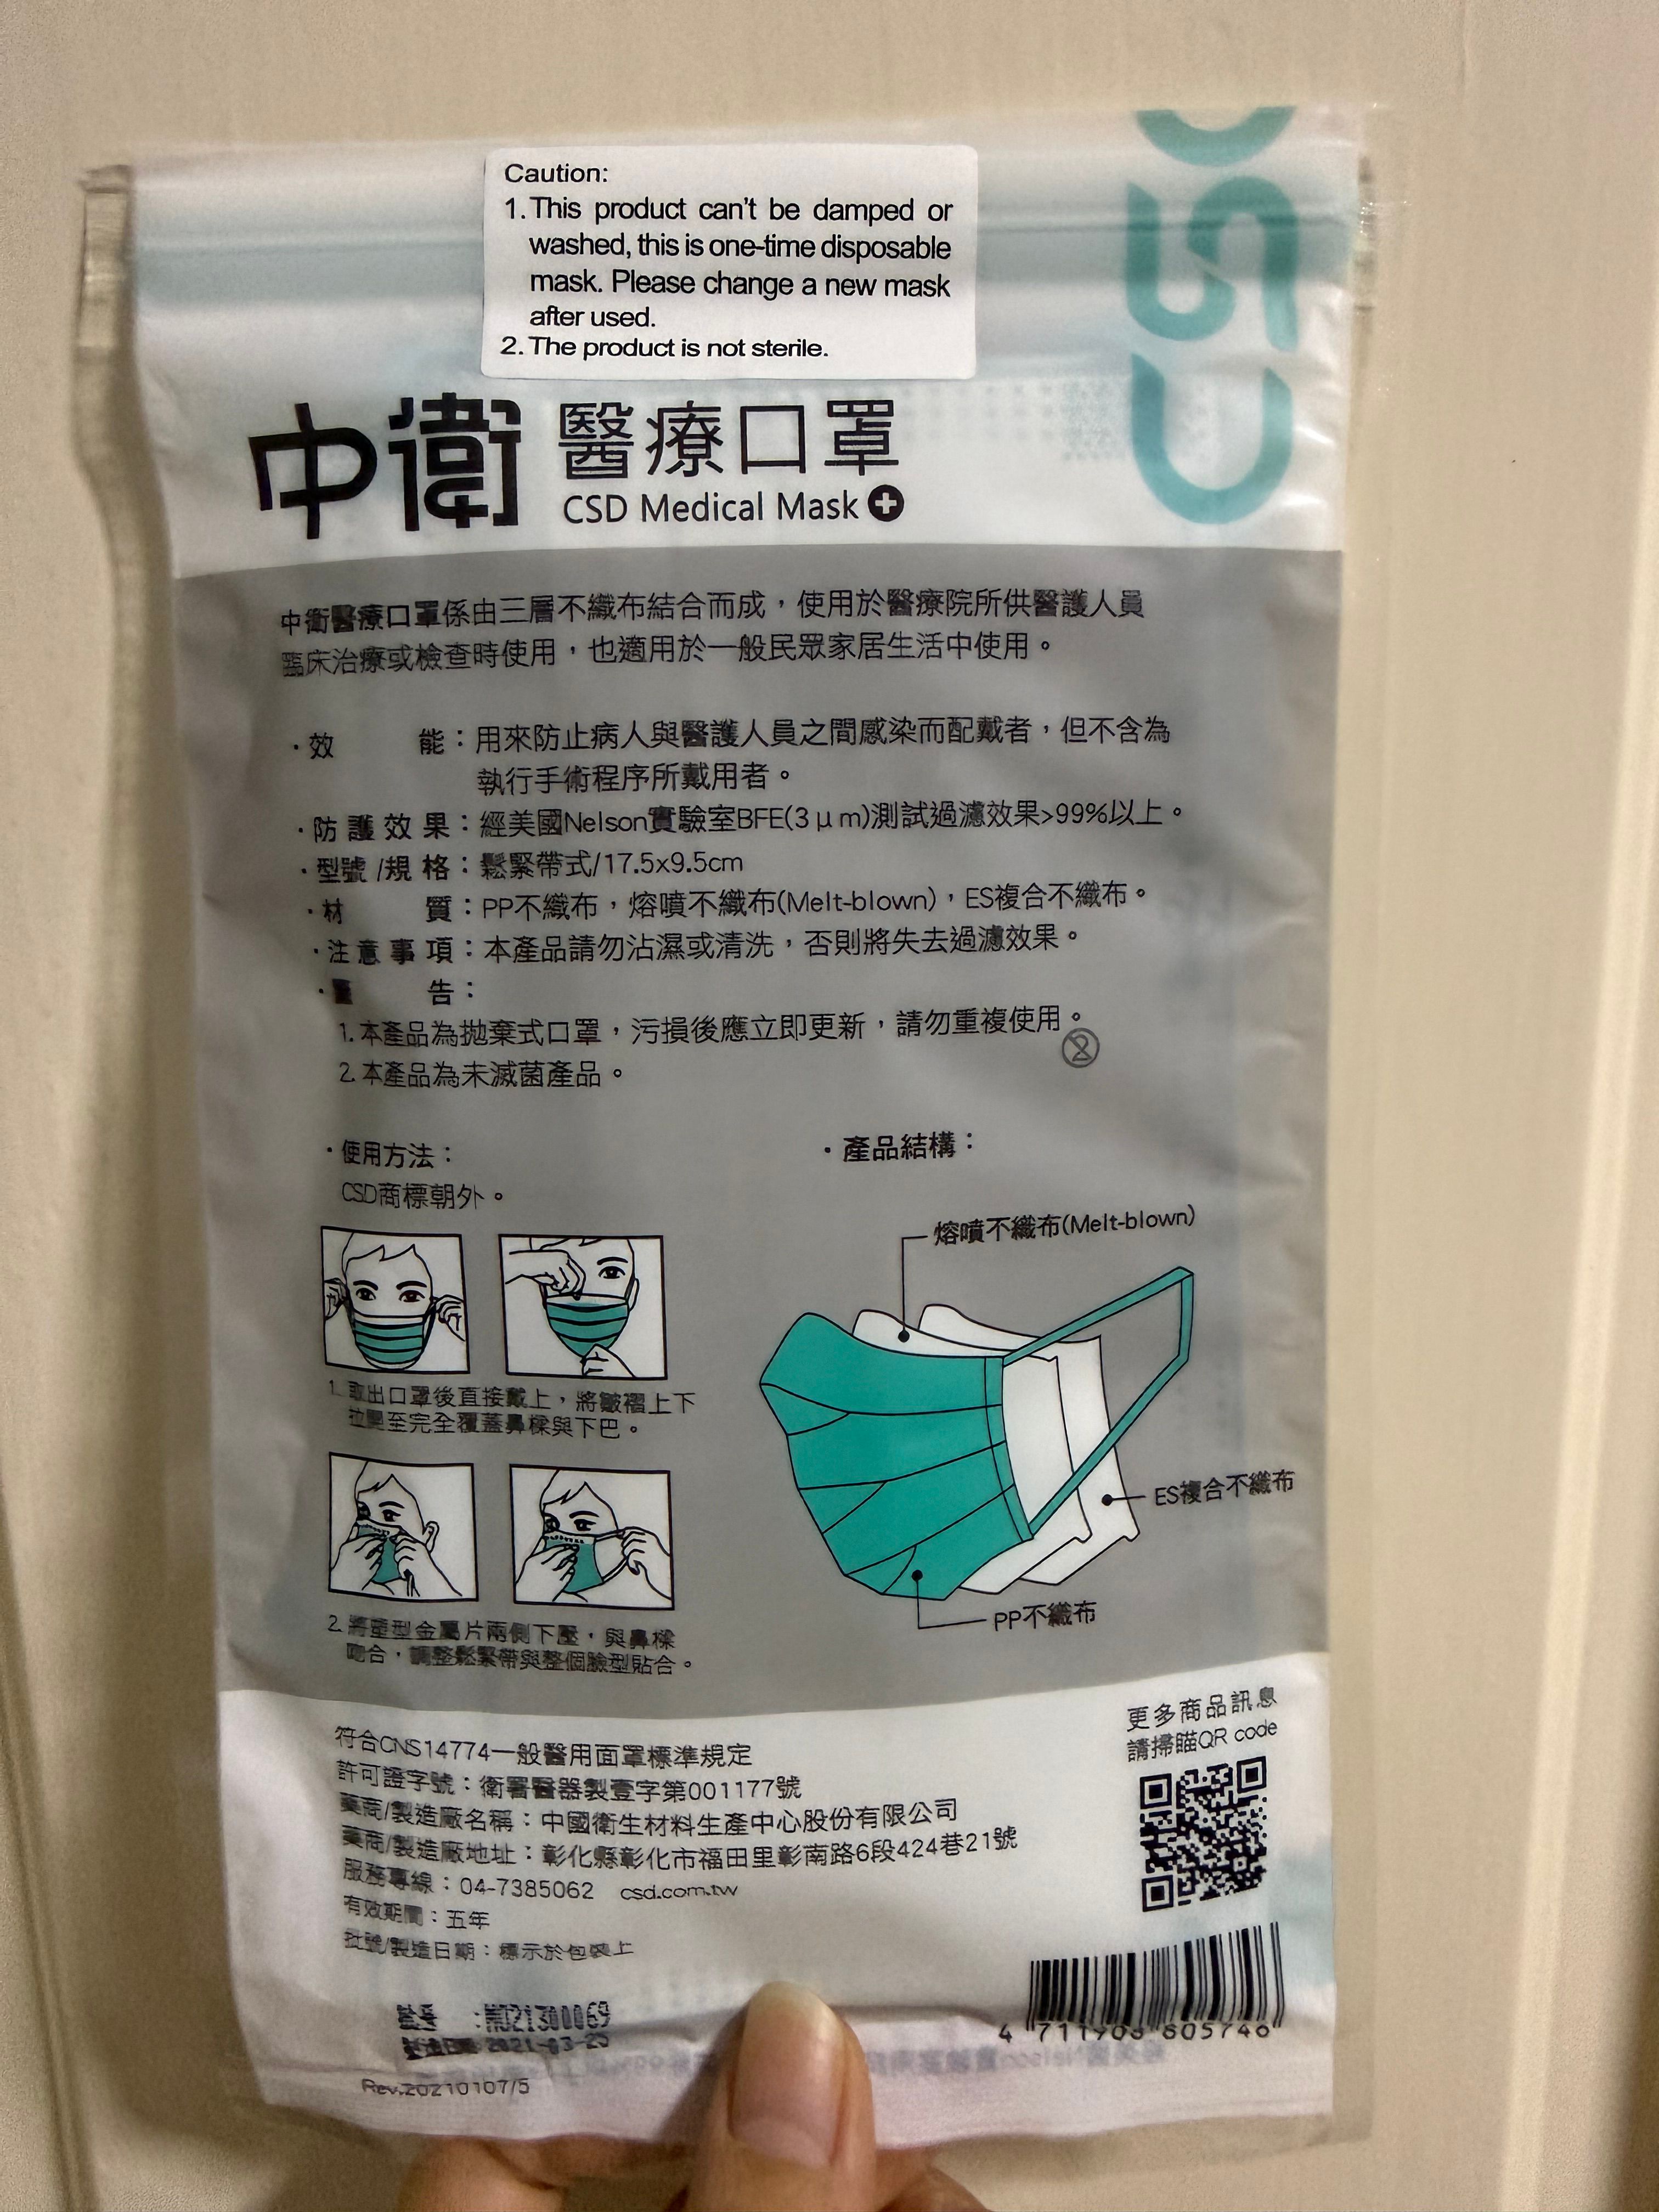 CSD
Caution:
1. This product can't be damped or
washed, this is one-time disposable
mask. Please change a new mask
after used.
2. The product is not sterile.
中衛 醫療口罩
CSD Medical Mask
中衛醫療口罩係由三層不織布結合而成，使用於醫療院所供醫護人員
臨床治療或檢查時使用，也適用於一般民眾家居生活中使用。
·效能：用來防止病人與醫護人員之間感染而配戴者，但不含為
執行手術程序所戴用者。
·防護效果：經美國Nelson實驗室BFE(3μm)測試過濾效果>99%以上。
·型號/規格：鬆緊帶式/17.5x9.5cm
·材質：PP不織布，熔噴不織布(Melt-blown)，ES複合不織布。
·注意事項：本產品請勿沾濕或清洗，否則將失去過濾效果。
·警告：
1. 本產品為拋棄式口罩，污損後應立即更新，請勿重複使用。
2
2. 本產品為未滅菌產品。
·使用方法：
CSD商標朝外。
1. 取出口罩後直接戴上，將皺褶上下
拉開至完全覆蓋鼻樑與下巴。
2. 將塑型金屬片兩側下壓，與鼻樑
吻合，調整鬆緊帶與整個臉型貼合。
·產品結構：
熔噴不織布(Melt-blown)
ES複合不織布
PP不織布
符合CNS14774一般醫用面罩標準規定
許可證字號：衛署醫器製壹字第001177號
藥商/製造廠名稱：中國衛生材料生產中心股份有限公司
藥商/製造廠地址：彰化縣彰化市福田里彰南路6段424巷21號
服務專線：04-7385062 csd.com.tw
有效期間：五年
批號/製造日期：標示於包裝上
更多商品訊息
請掃瞄QR code
批號
製造日期:2021-03-25
Rev.20210107/5
4 711908 805746